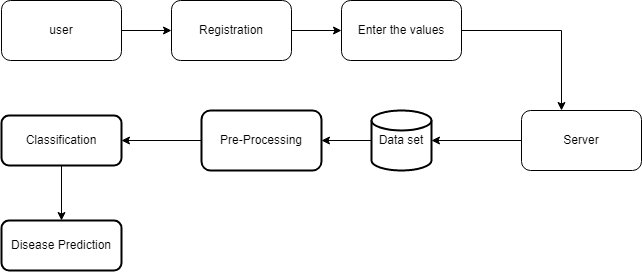 user
Registration
Enter the values
Server
Data set
Pre-Processing
Classification
Disease Prediction